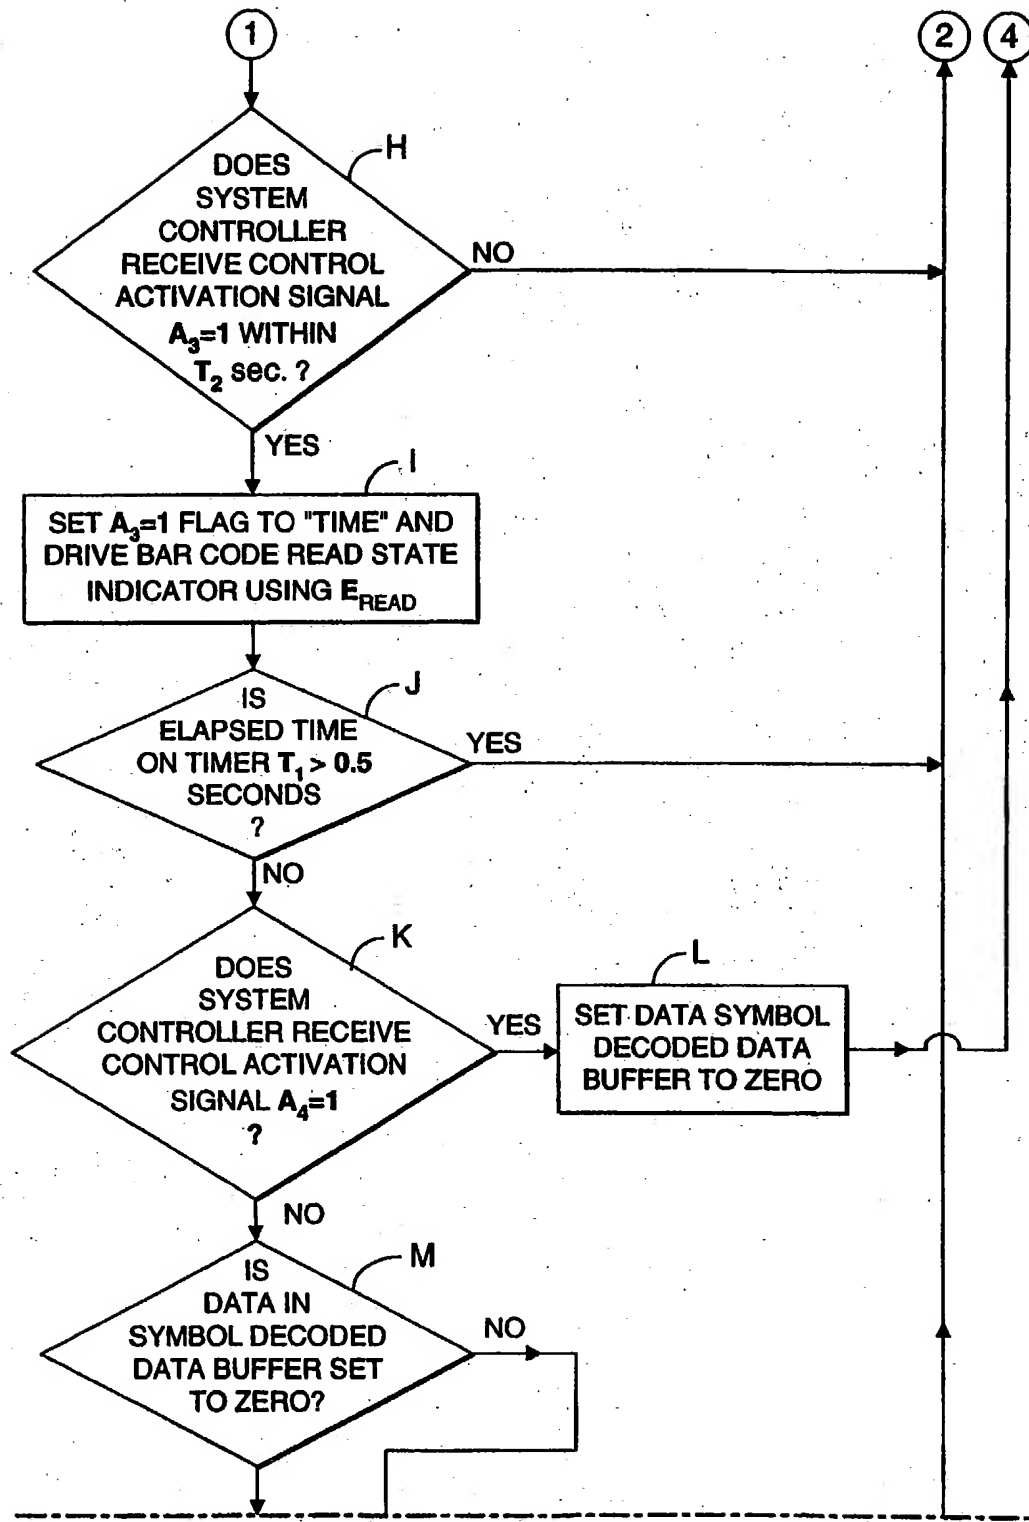 1
2
4
H
DOES
SYSTEM
CONTROLLER
RECEIVE CONTROL
ACTIVATION SIGNAL
A₃=1 WITHIN
T₂ sec. ?
NO
YES
I
SET A₃=1 FLAG TO "TIME" AND
DRIVE BAR CODE READ STATE
INDICATOR USING E_READ
J
IS
ELAPSED TIME
ON TIMER T₁ > 0.5
SECONDS
?
YES
NO
K
DOES
SYSTEM
CONTROLLER RECEIVE
CONTROL ACTIVATION
SIGNAL A₄=1
?
YES
L
SET DATA SYMBOL
DECODED DATA
BUFFER TO ZERO
NO
M
IS
DATA IN
SYMBOL DECODED
DATA BUFFER SET
TO ZERO?
NO